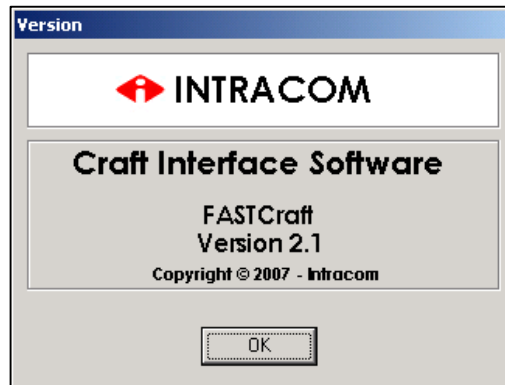 Version
INTRACOM
Craft Interface Software
FASTCraft
Version 2.1
Copyright © 2007 - Intracom
OK